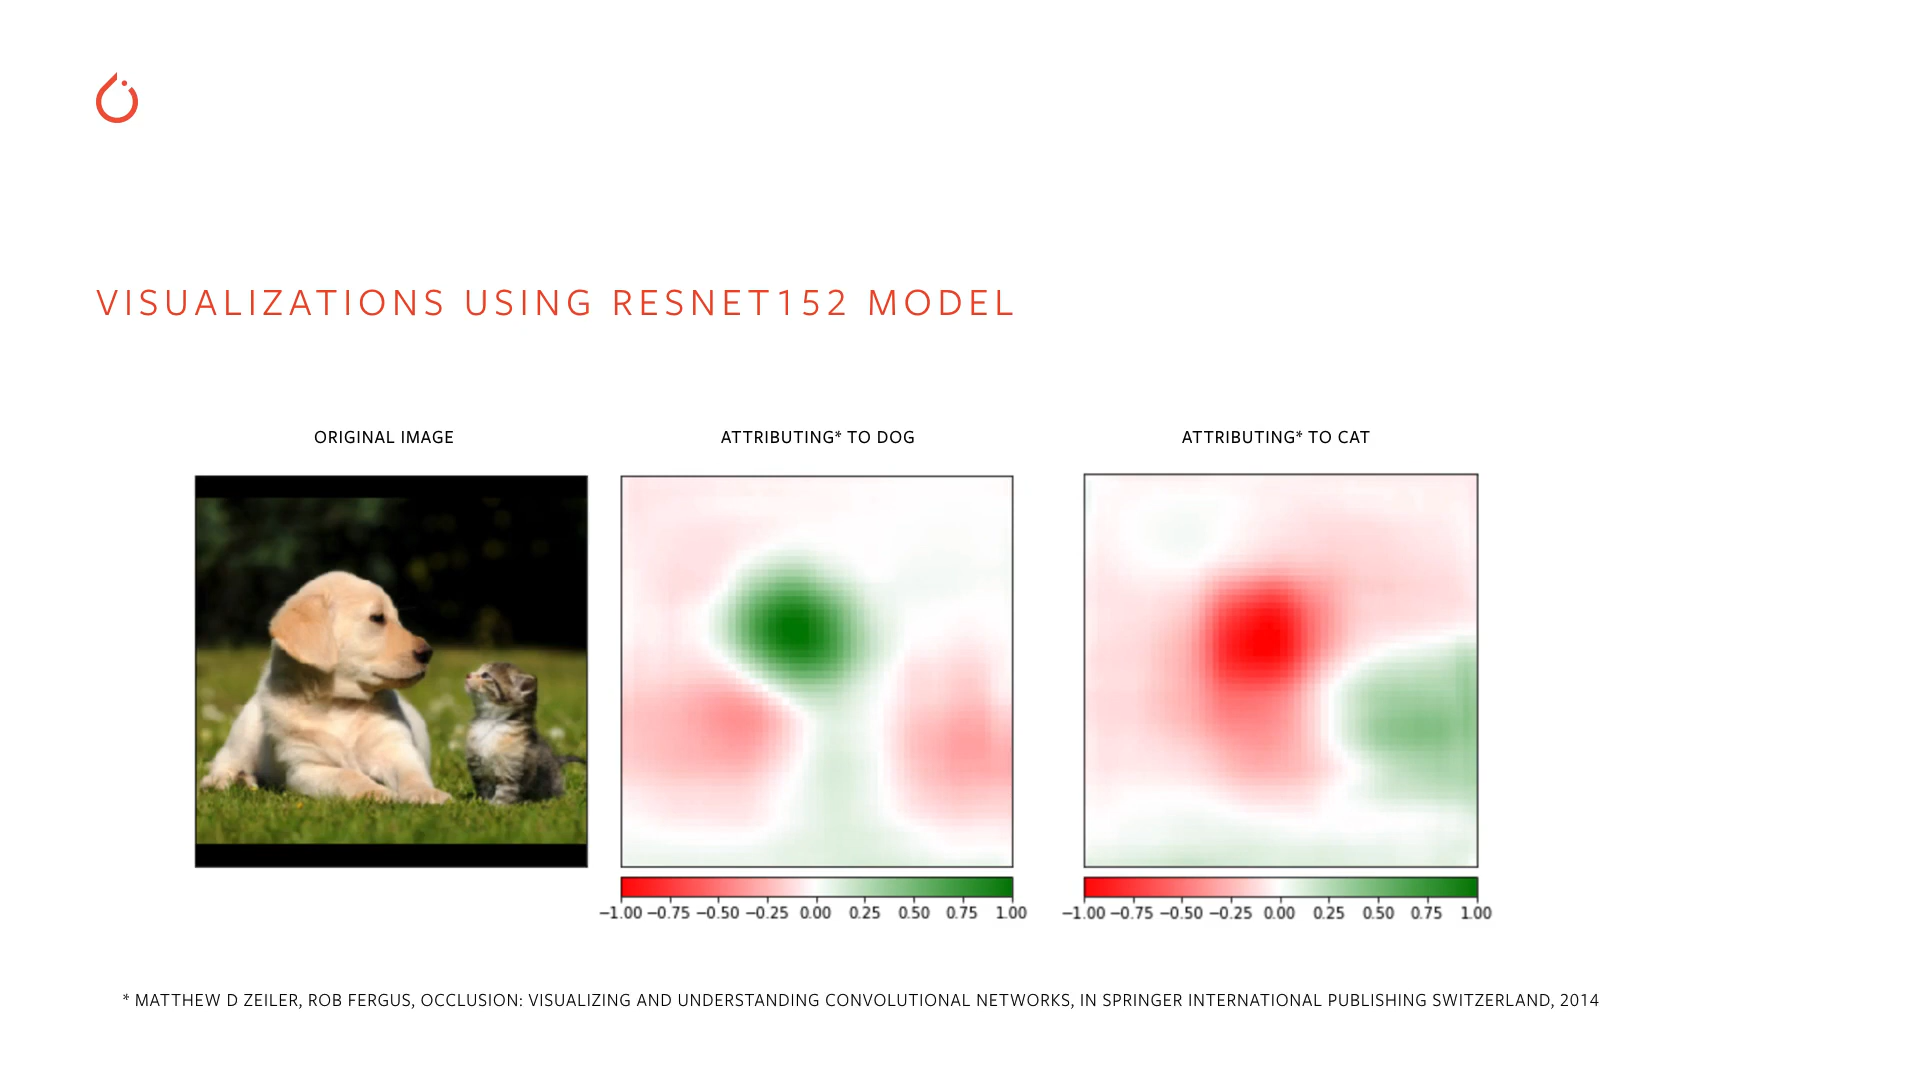 VISUALIZATIONS USING RESNET152 MODEL
ORIGINAL IMAGE
ATTRIBUTING* TO DOG
ATTRIBUTING* TO CAT
−1.00 −0.75 −0.50 −0.25 0.00 0.25 0.50 0.75 1.00
−1.00 −0.75 −0.50 −0.25 0.00 0.25 0.50 0.75 1.00
* MATTHEW D ZEILER, ROB FERGUS, OCCLUSION: VISUALIZING AND UNDERSTANDING CONVOLUTIONAL NETWORKS, IN SPRINGER INTERNATIONAL PUBLISHING SWITZERLAND, 2014